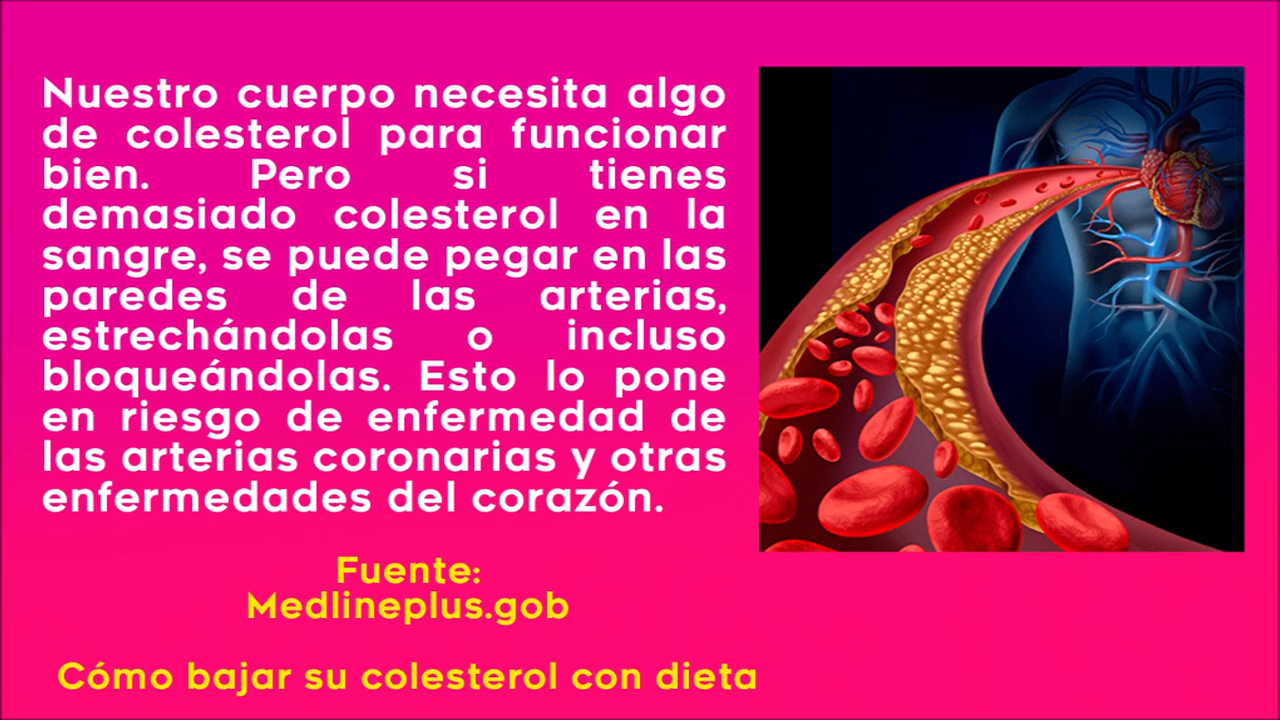 Nuestro cuerpo necesita algo
de colesterol para funcionar
bien. Pero si tienes
demasiado colesterol en la
sangre, se puede pegar en las
paredes de las arterias,
estrechándolas o incluso
bloqueándolas. Esto lo pone
en riesgo de enfermedad de
las arterias coronarias y otras
enfermedades del corazón.
Fuente:
Medlineplus.gob
Cómo bajar su colesterol con dieta